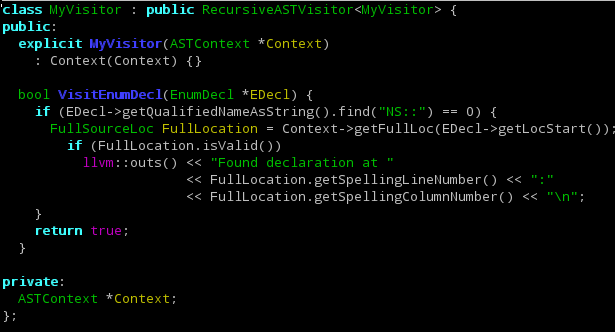 class MyVisitor : public RecursiveASTVisitor<MyVisitor> {
public:
  explicit MyVisitor(ASTContext *Context)
    : Context(Context) {}

  bool VisitEnumDecl(EnumDecl *EDecl) {
    if (EDecl->getQualifiedNameAsString().find("NS::") == 0) {
      FullSourceLoc FullLocation = Context->getFullLoc(EDecl->getLocStart());
        if (FullLocation.isValid())
          llvm::outs() << "Found declaration at "
                       << FullLocation.getSpellingLineNumber() << ":"
                       << FullLocation.getSpellingColumnNumber() << "\n";
    }
    return true;
  }

private:
  ASTContext *Context;
};